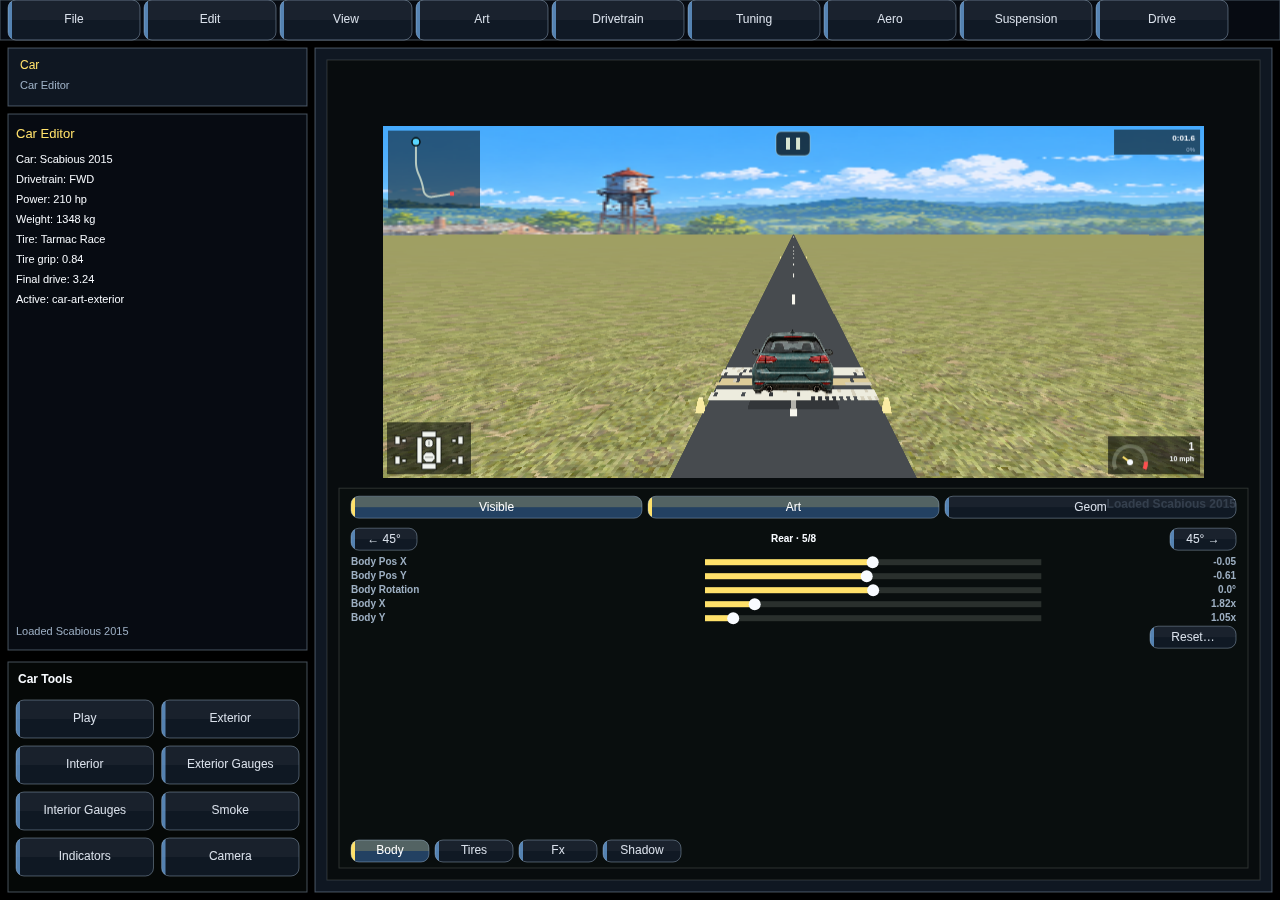 File Edit View Art Drivetrain Tuning Aero Suspension Drive
Car
Car Editor
Car Editor
Car: Scabious 2015
Drivetrain: FWD
Power: 210 hp
Weight: 1348 kg
Tire: Tarmac Race
Tire grip: 0.84
Final drive: 3.24
Active: car-art-exterior
Loaded Scabious 2015
Car Tools
Play Exterior
Interior Exterior Gauges
Interior Gauges Smoke
Indicators Camera
0:01.6
0%
1
10 mph
Visible Art Geom
Loaded Scabious 2015
← 45° Rear · 5/8 45° →
Body Pos X -0.05
Body Pos Y -0.61
Body Rotation 0.0°
Body X 1.82x
Body Y 1.05x
Reset…
Body Tires Fx Shadow